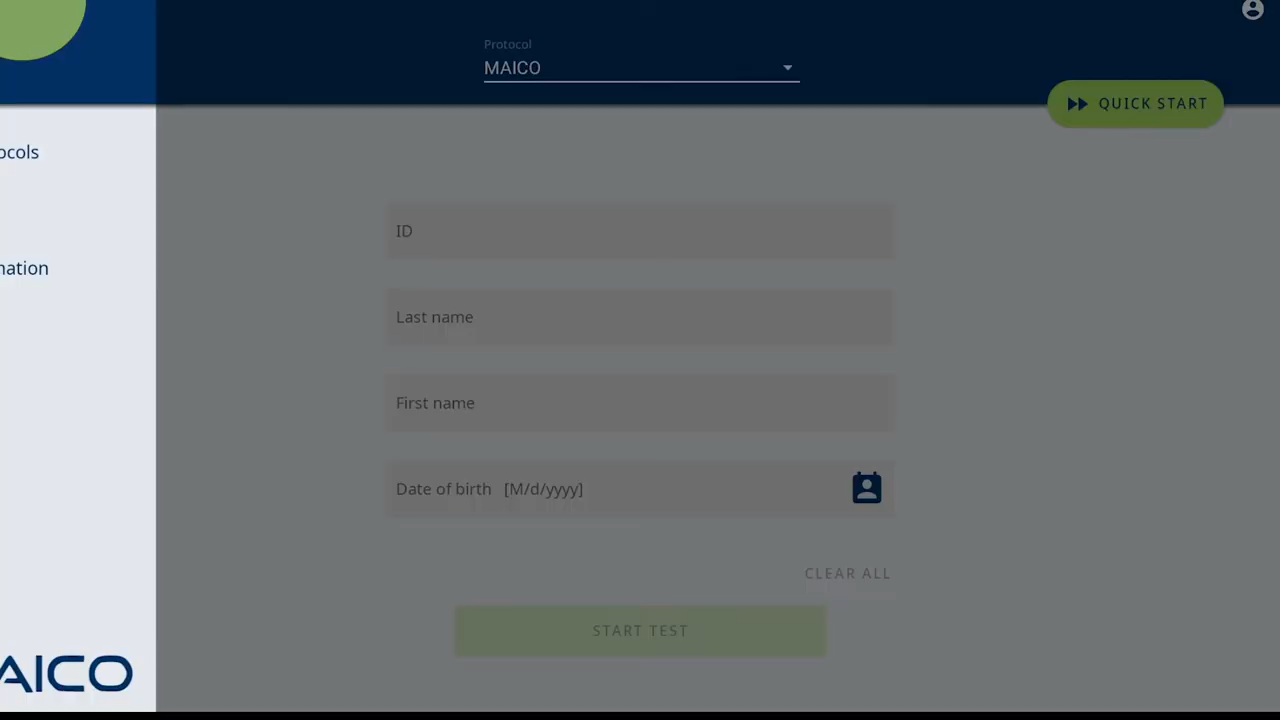 Protocol
MAICO
QUICK START
ocols
ID
nation
Last name
First name
Date of birth [M/d/yyyy]
CLEAR ALL
START TEST
AICO